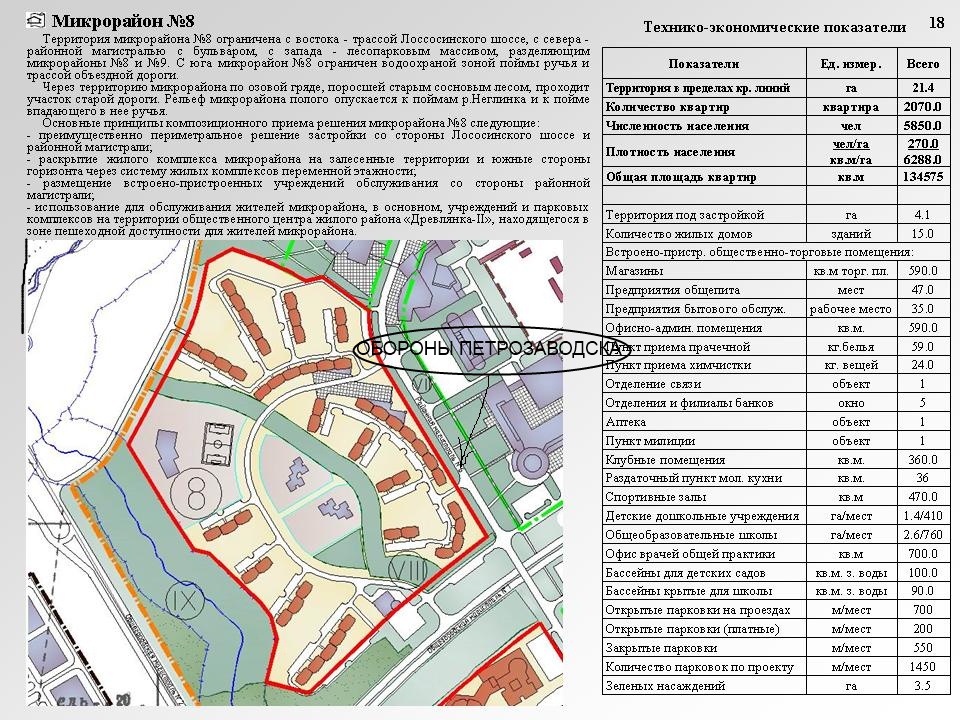 Микрорайон №8
Территория микрорайона №8 ограничена с востока - трассой Лоссосинского шоссе, с севера -
районной магистралью с бульваром, с запада - лесопарковым массивом, разделяющим
микрорайоны №8 и №9. С юга микрорайон №8 ограничен водоохраной зоной поймы ручья и
трассой объездной дороги.
Через территорию микрорайона по озовой гряде, поросшей старым сосновым лесом, проходит
участок старой дороги. Рельеф микрорайона полого опускается к поймам р.Неглинка и к пойме
впадающего в нее ручья.
Основные принципы композиционного приема решения микрорайона №8 следующие:
- преимущественно периметральное решение застройки со стороны Лососинского шоссе и
районной магистрали;
- раскрытие жилого комплекса микрорайона на залесенные территории и южные стороны
горизонта через систему жилых комплексов переменной этажности;
- размещение встроено-пристроенных учреждений обслуживания со стороны районной
магистрали;
- использование для обслуживания жителей микрорайона, в основном, учреждений и парковых
комплексов на территории общественного центра жилого района «Древлянка-II», находящегося в
зоне пешеходной доступности для жителей микрорайона.
ОБОРОНЫ ПЕТРОЗАВОДСКА
VII
8
VIII
IX
20
18
Технико-экономические показатели
Показатели Ед. измер. Всего
Территория в пределах кр. линий га 21.4
Количество квартир квартира 2070.0
Численность населения чел 5850.0
Плотность населения чел/га 270.0
кв.м/га 6288.0
Общая площадь квартир кв.м 134575
Территория под застройкой га 4.1
Количество жилых домов зданий 15.0
Встроено-пристр. общественно-торговые помещения:
Магазины кв.м торг. пл. 590.0
Предприятия общепита мест 47.0
Предприятия бытового обслуж. рабочее место 35.0
Офисно-админ. помещения кв.м. 590.0
Пункт приема прачечной кг.белья 59.0
Пункт приема химчистки кг. вещей 24.0
Отделение связи объект 1
Отделения и филиалы банков окно 5
Аптека объект 1
Пункт милиции объект 1
Клубные помещения кв.м. 360.0
Раздаточный пункт мол. кухни кв.м. 36
Спортивные залы кв.м 470.0
Детские дошкольные учреждения га/мест 1.4/410
Общеобразовательные школы га/мест 2.6/760
Офис врачей общей практики кв.м 700.0
Бассейны для детских садов кв.м. з. воды 100.0
Бассейны крытые для школы кв.м. з. воды 90.0
Открытые парковки на проездах м/мест 700
Открытые парковки (платные) м/мест 200
Закрытые парковки м/мест 550
Количество парковок по проекту м/мест 1450
Зеленых насаждений га 3.5